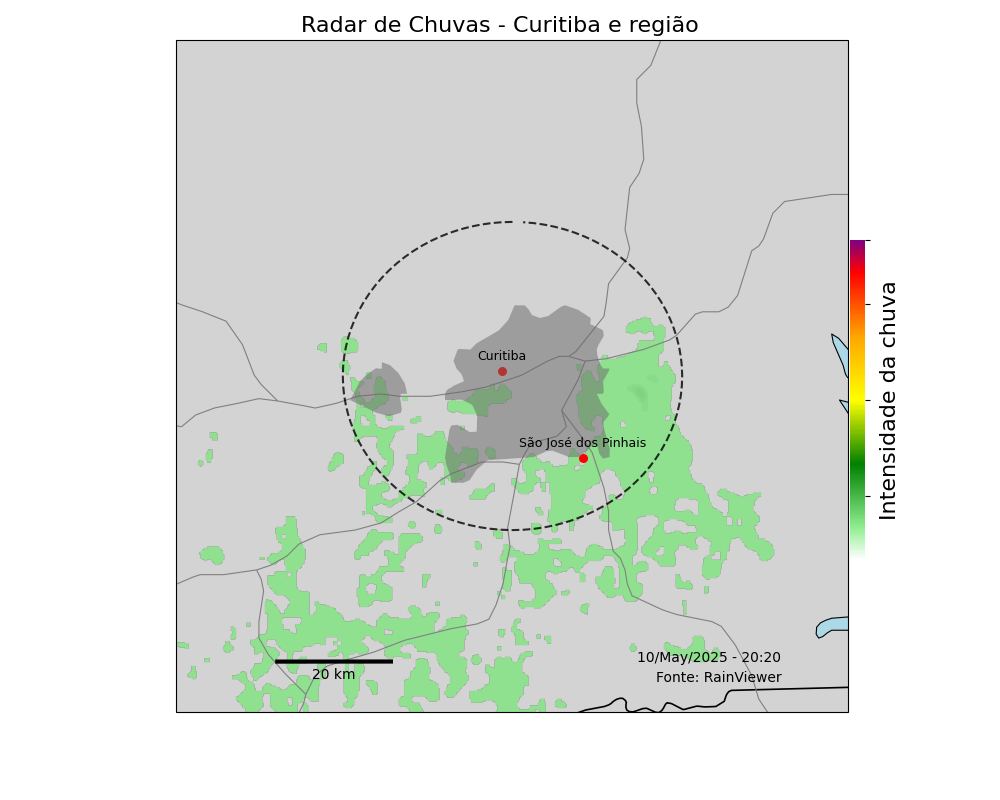 Radar de Chuvas - Curitiba e região
Curitiba
São José dos Pinhais
Intensidade da chuva
10/May/2025 - 20:20
Fonte: RainViewer
20 km